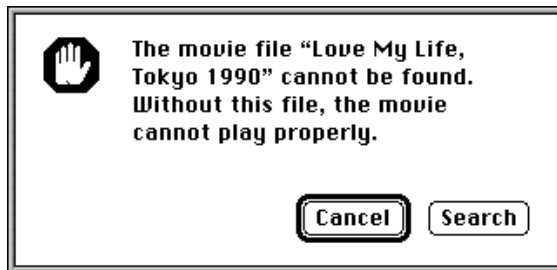 The movie file “Love My Life,
Tokyo 1990” cannot be found.
Without this file, the movie
cannot play properly.
Cancel Search